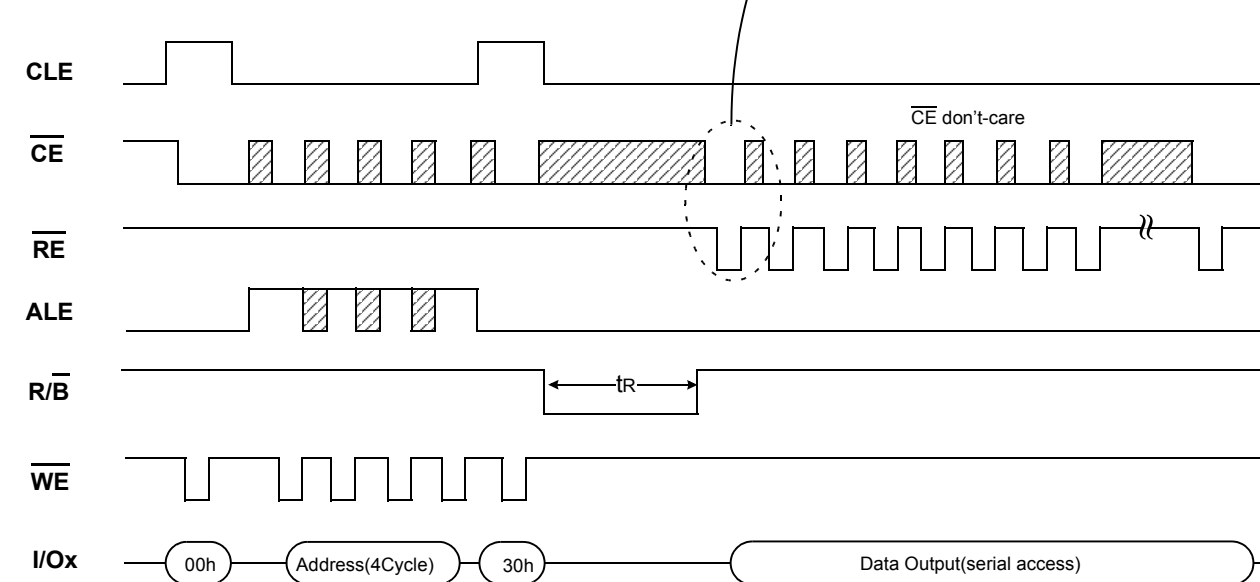 CLE
CE don't-care
CE
RE
ALE
R/B
tR
WE
I/Ox
00h
Address(4Cycle)
30h
Data Output(serial access)